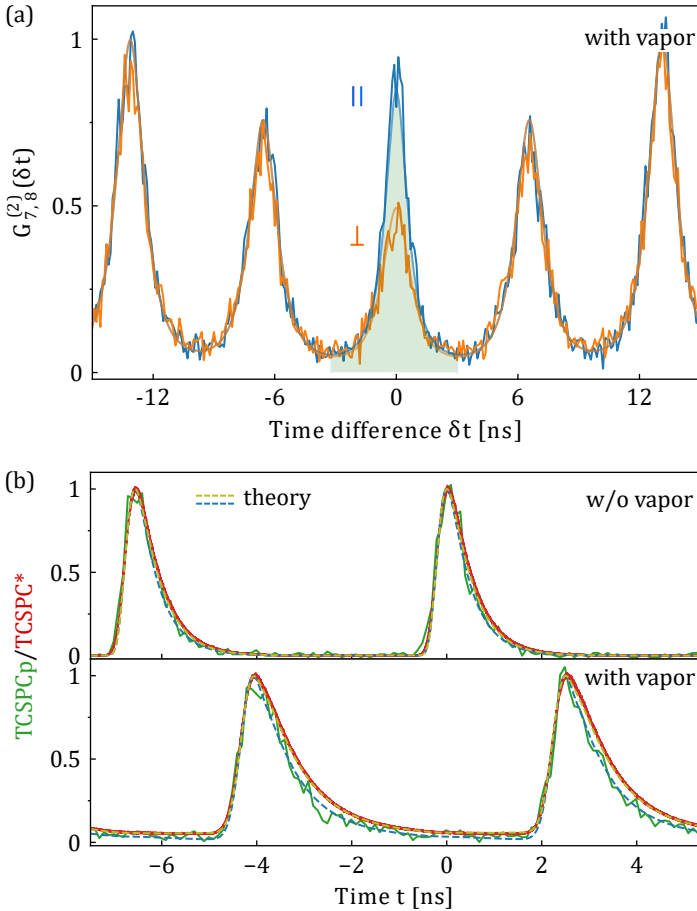 (a)
with vapor
||
⊥
G(2)7,8(δt)
1
0.5
0
-12 -6 0 6 12
Time difference δt [ns]
(b)
theory
w/o vapor
1
0.5
0
with vapor
1
0.5
0
TCSPCp/TCSPC*
−6 −4 −2 0 2 4
Time t [ns]